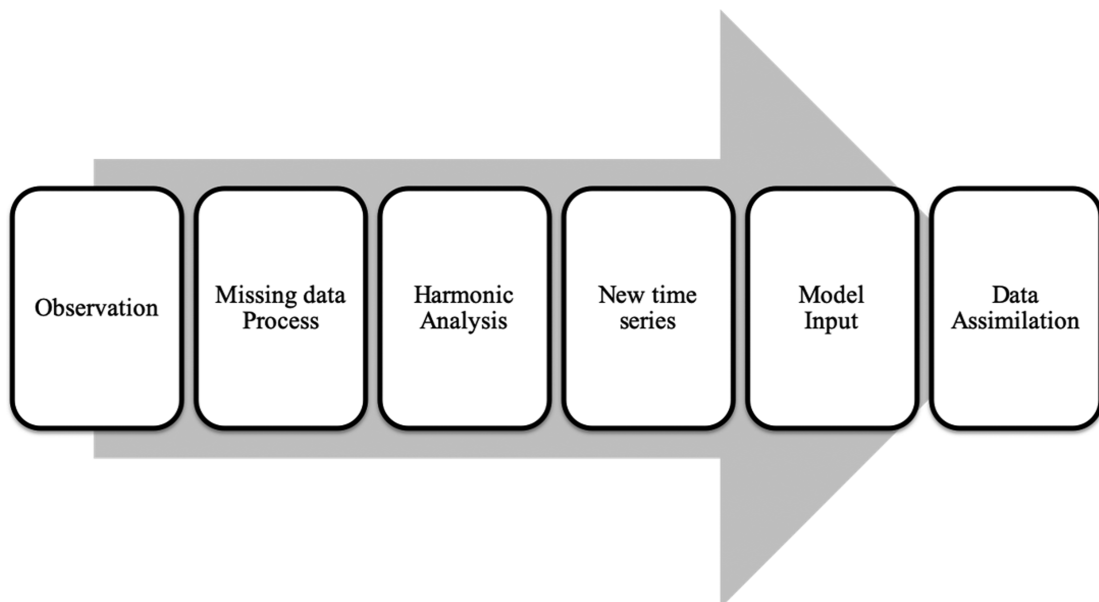 Observation
Missing data
Process
Harmonic
Analysis
New time
series
Model
Input
Data
Assimilation